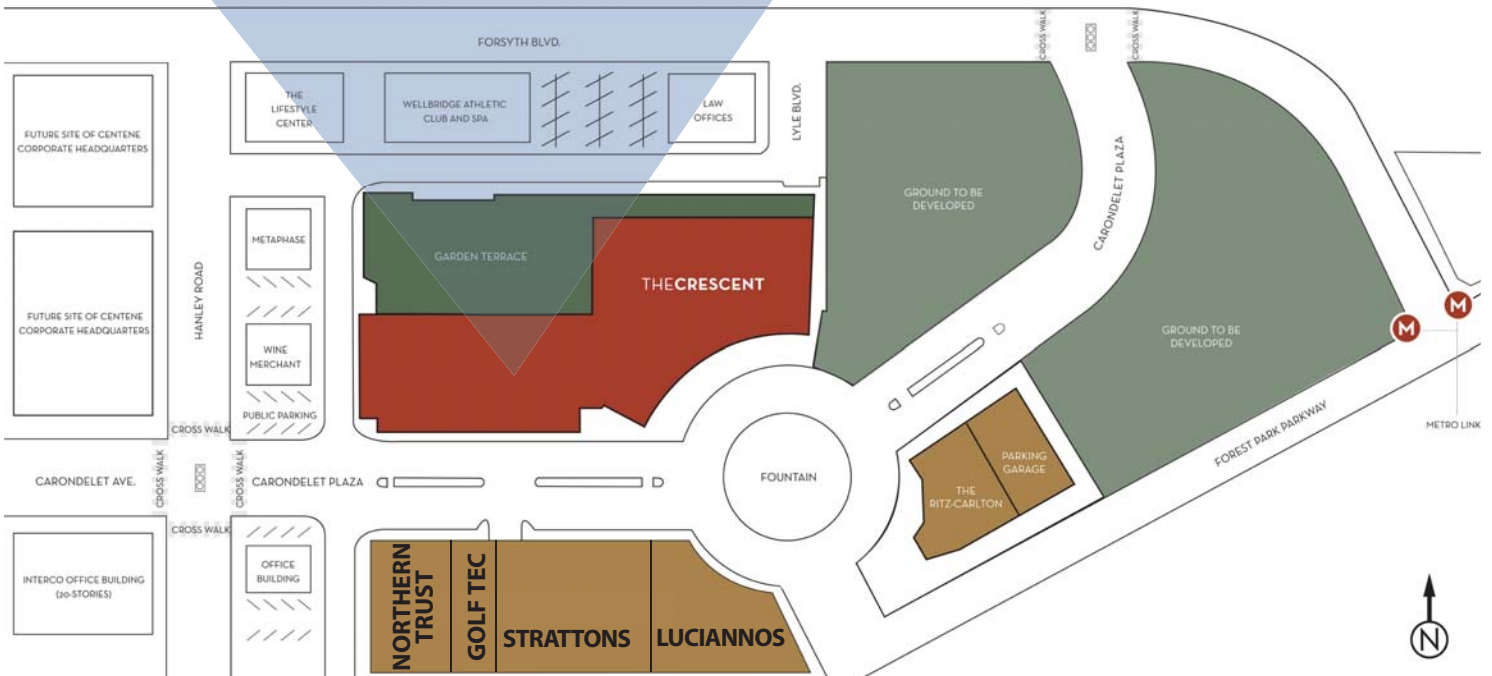 FORSYTH BLVD.
CROSS WALK
CROSS WALK
FUTURE SITE OF CENTENE
CORPORATE HEADQUARTERS
THE
LIFESTYLE
CENTER
WELLBRIDGE ATHLETIC
CLUB AND SPA
LAW
OFFICES
LYLE BLVD.
CARONDELET PLAZA
GROUND TO BE
DEVELOPED
METAPHASE
GARDEN TERRACE
THECRESCENT
HANLEY ROAD
FUTURE SITE OF CENTENE
CORPORATE HEADQUARTERS
WINE
MERCHANT
PUBLIC PARKING
GROUND TO BE
DEVELOPED
M
M
METRO LINK
FOREST PARK PARKWAY
CROSS WALK
CARONDELET AVE.
CROSS WALK
CROSS WALK
CARONDELET PLAZA
FOUNTAIN
PARKING
GARAGE
THE
RITZ-CARLTON
CROSS WALK
INTERCO OFFICE BUILDING
(20-STORIES)
OFFICE
BUILDING
NORTHERN
TRUST
GOLF TEC
STRATTONS
LUCIANNOS
N